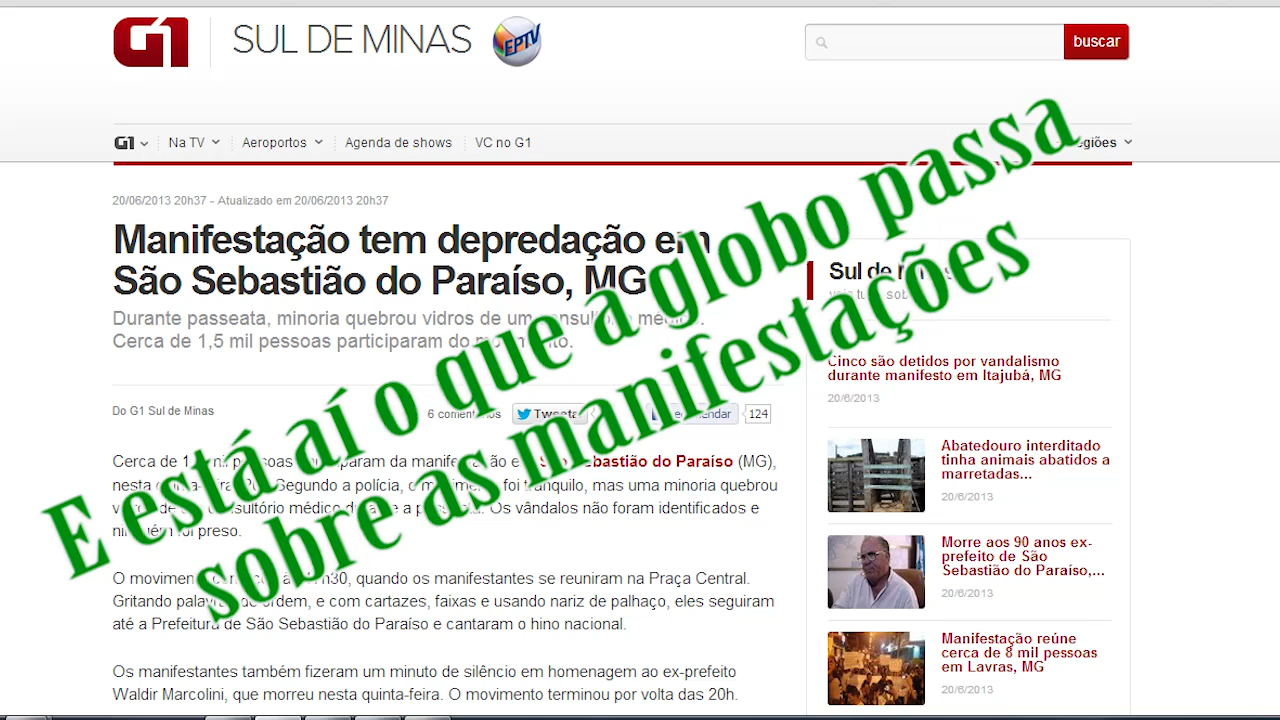 G1 SUL DE MINAS EPTV
buscar
G1 Na TV Aeroportos Agenda de shows VC no G1
20/06/2013 20h37 - Atualizado em 20/06/2013 20h37
Manifestação tem depredação em
São Sebastião do Paraíso, MG
Durante passeata, minoria quebrou vidros de um
Cerca de 1,5 mil pessoas participaram do
Do G1 Sul de Minas
6 comentários Tweetar 124
E está aí o que a globo passa
sobre as manifestações
Cerca de pessoas participaram da manifestação Sebastião do Paraíso (MG),
Segundo a polícia, o foi tranquilo, mas uma minoria quebrou
consultório médico durante a Os vândalos não foram identificados e
ninguém foi preso.
O movimento quando os manifestantes se reuniram na Praça Central.
Gritando palavras de ordem, e com cartazes, faixas e usando nariz de palhaço, eles seguiram
até a Prefeitura de São Sebastião do Paraíso e cantaram o hino nacional.
Os manifestantes também fizeram um minuto de silêncio em homenagem ao ex-prefeito
Waldir Marcolini, que morreu nesta quinta-feira. O movimento terminou por volta das 20h.
Sul de Minas
Cinco são detidos por vandalismo
durante manifesto em Itajubá, MG
20/6/2013
Abatedouro interditado
tinha animais abatidos a
marretadas...
20/6/2013
Morre aos 90 anos ex-
prefeito de São
Sebastião do Paraíso,...
20/6/2013
Manifestação reúne
cerca de 8 mil pessoas
em Lavras, MG
20/6/2013